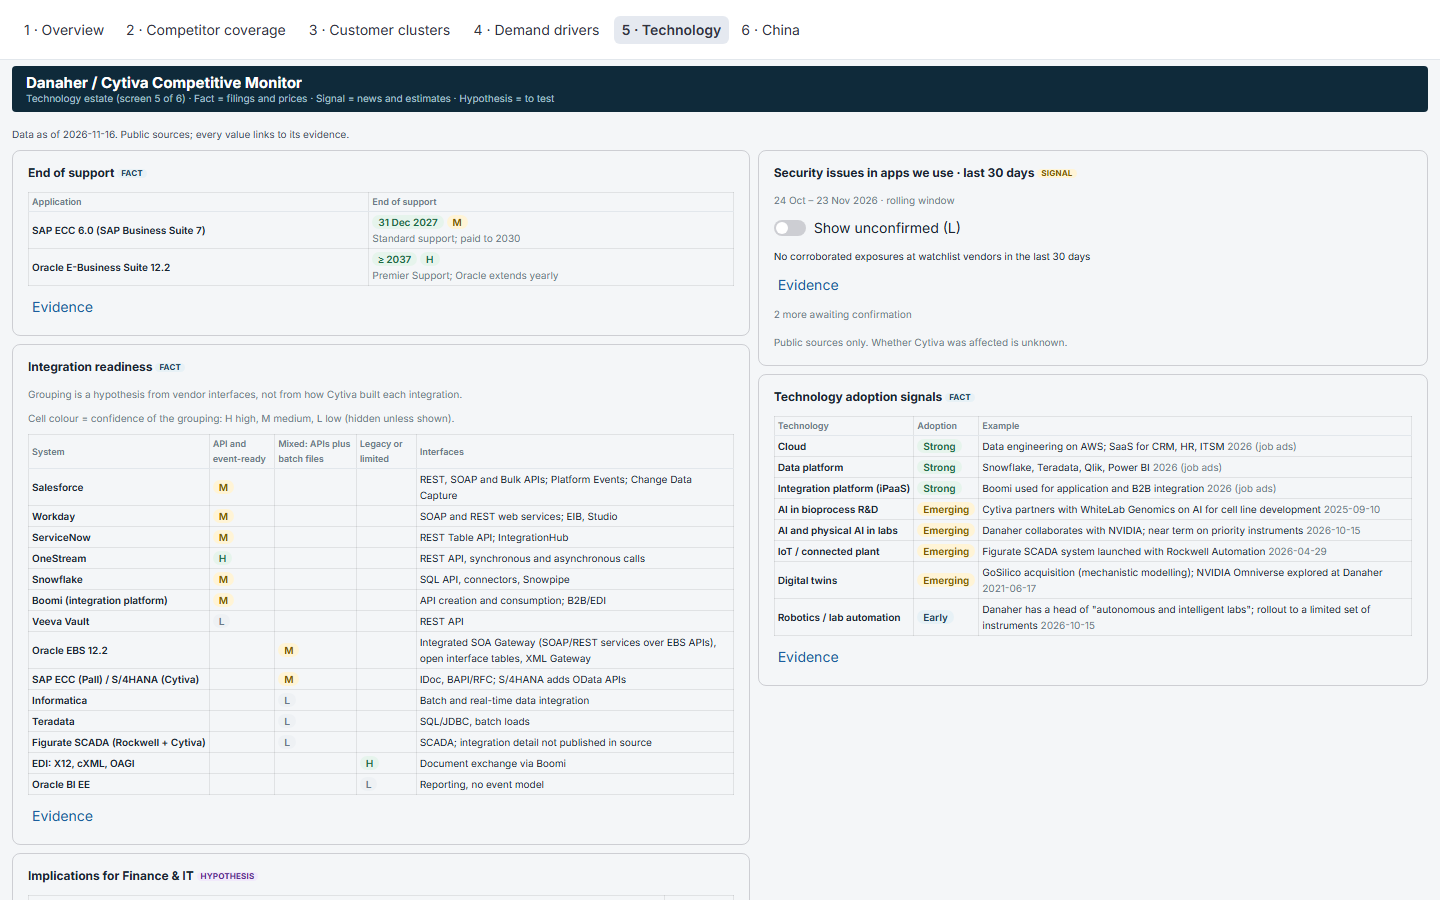 1 · Overview
2 · Competitor coverage
3 · Customer clusters
4 · Demand drivers
5 · Technology
6 · China
Danaher / Cytiva Competitive Monitor
Technology estate (screen 5 of 6) · Fact = filings and prices · Signal = news and estimates · Hypothesis = to test
Data as of 2026-11-16. Public sources; every value links to its evidence.
End of support FACT
Application End of support
SAP ECC 6.0 (SAP Business Suite 7) 31 Dec 2027 M
Standard support; paid to 2030
Oracle E-Business Suite 12.2 ≥ 2037 H
Premier Support; Oracle extends yearly
Evidence
Integration readiness FACT
Grouping is a hypothesis from vendor interfaces, not from how Cytiva built each integration.
Cell colour = confidence of the grouping: H high, M medium, L low (hidden unless shown).
System API and event-ready Mixed: APIs plus batch files Legacy or limited Interfaces
Salesforce M REST, SOAP and Bulk APIs; Platform Events; Change Data
Capture
Workday M SOAP and REST web services; EIB, Studio
ServiceNow M REST Table API; IntegrationHub
OneStream H REST API, synchronous and asynchronous calls
Snowflake M SQL API, connectors, Snowpipe
Boomi (integration platform) M API creation and consumption; B2B/EDI
Veeva Vault L REST API
Oracle EBS 12.2 M Integrated SOA Gateway (SOAP/REST services over EBS APIs),
open interface tables, XML Gateway
SAP ECC (Pall) / S/4HANA (Cytiva) M IDoc, BAPI/RFC; S/4HANA adds OData APIs
Informatica L Batch and real-time data integration
Teradata L SQL/JDBC, batch loads
Figurate SCADA (Rockwell + Cytiva) L SCADA; integration detail not published in source
EDI: X12, cXML, OAGI H Document exchange via Boomi
Oracle BI EE L Reporting, no event model
Evidence
Implications for Finance & IT HYPOTHESIS
Security issues in apps we use · last 30 days SIGNAL
24 Oct – 23 Nov 2026 · rolling window
Show unconfirmed (L)
No corroborated exposures at watchlist vendors in the last 30 days
Evidence
2 more awaiting confirmation
Public sources only. Whether Cytiva was affected is unknown.
Technology adoption signals FACT
Technology Adoption Example
Cloud Strong Data engineering on AWS; SaaS for CRM, HR, ITSM 2026 (job ads)
Data platform Strong Snowflake, Teradata, Qlik, Power BI 2026 (job ads)
Integration platform (iPaaS) Strong Boomi used for application and B2B integration 2026 (job ads)
AI in bioprocess R&D Emerging Cytiva partners with WhiteLab Genomics on AI for cell line development 2025-09-10
AI and physical AI in labs Emerging Danaher collaborates with NVIDIA; near term on priority instruments 2026-10-15
IoT / connected plant Emerging Figurate SCADA system launched with Rockwell Automation 2026-04-29
Digital twins Emerging GoSilico acquisition (mechanistic modelling); NVIDIA Omniverse explored at Danaher
2021-06-17
Robotics / lab automation Early Danaher has a head of "autonomous and intelligent labs"; rollout to a limited set of
instruments 2026-10-15
Evidence